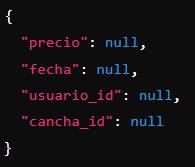 {
"precio": null,
"fecha": null,
"usuario_id": null,
"cancha_id": null
}